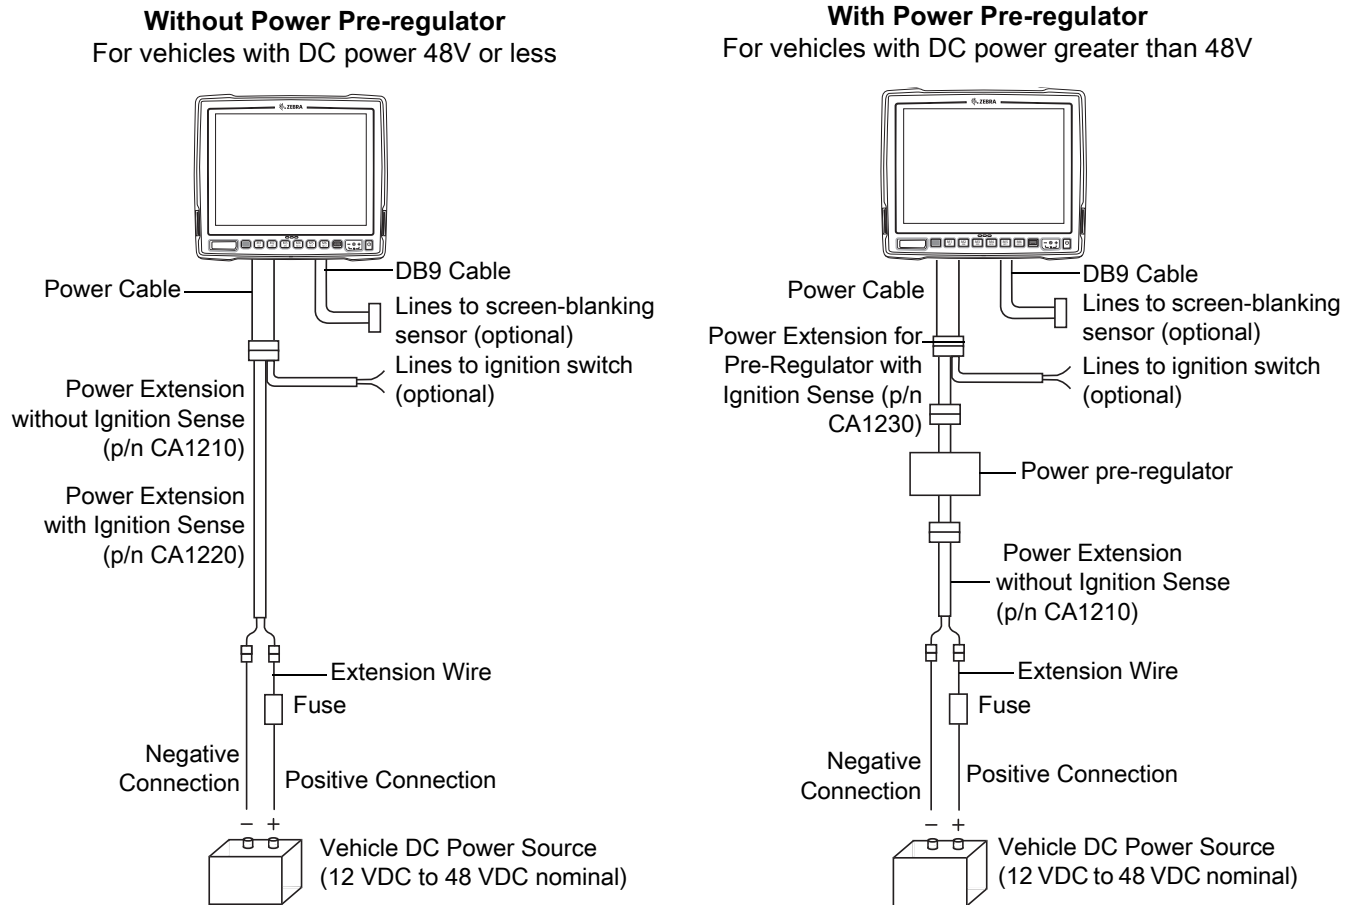 Without Power Pre-regulator
For vehicles with DC power 48V or less
ZEBRA
Power Cable
DB9 Cable
Lines to screen-blanking
sensor (optional)
Lines to ignition switch
(optional)
Power Extension
without Ignition Sense
(p/n CA1210)
Power Extension
with Ignition Sense
(p/n CA1220)
Extension Wire
Fuse
Negative
Connection
Positive Connection
– +
Vehicle DC Power Source
(12 VDC to 48 VDC nominal)
With Power Pre-regulator
For vehicles with DC power greater than 48V
ZEBRA
Power Cable
DB9 Cable
Lines to screen-blanking
sensor (optional)
Power Extension for
Pre-Regulator with
Ignition Sense (p/n
CA1230)
Lines to ignition switch
(optional)
Power pre-regulator
Power Extension
without Ignition Sense
(p/n CA1210)
Extension Wire
Fuse
Negative
Connection
Positive Connection
– +
Vehicle DC Power Source
(12 VDC to 48 VDC nominal)